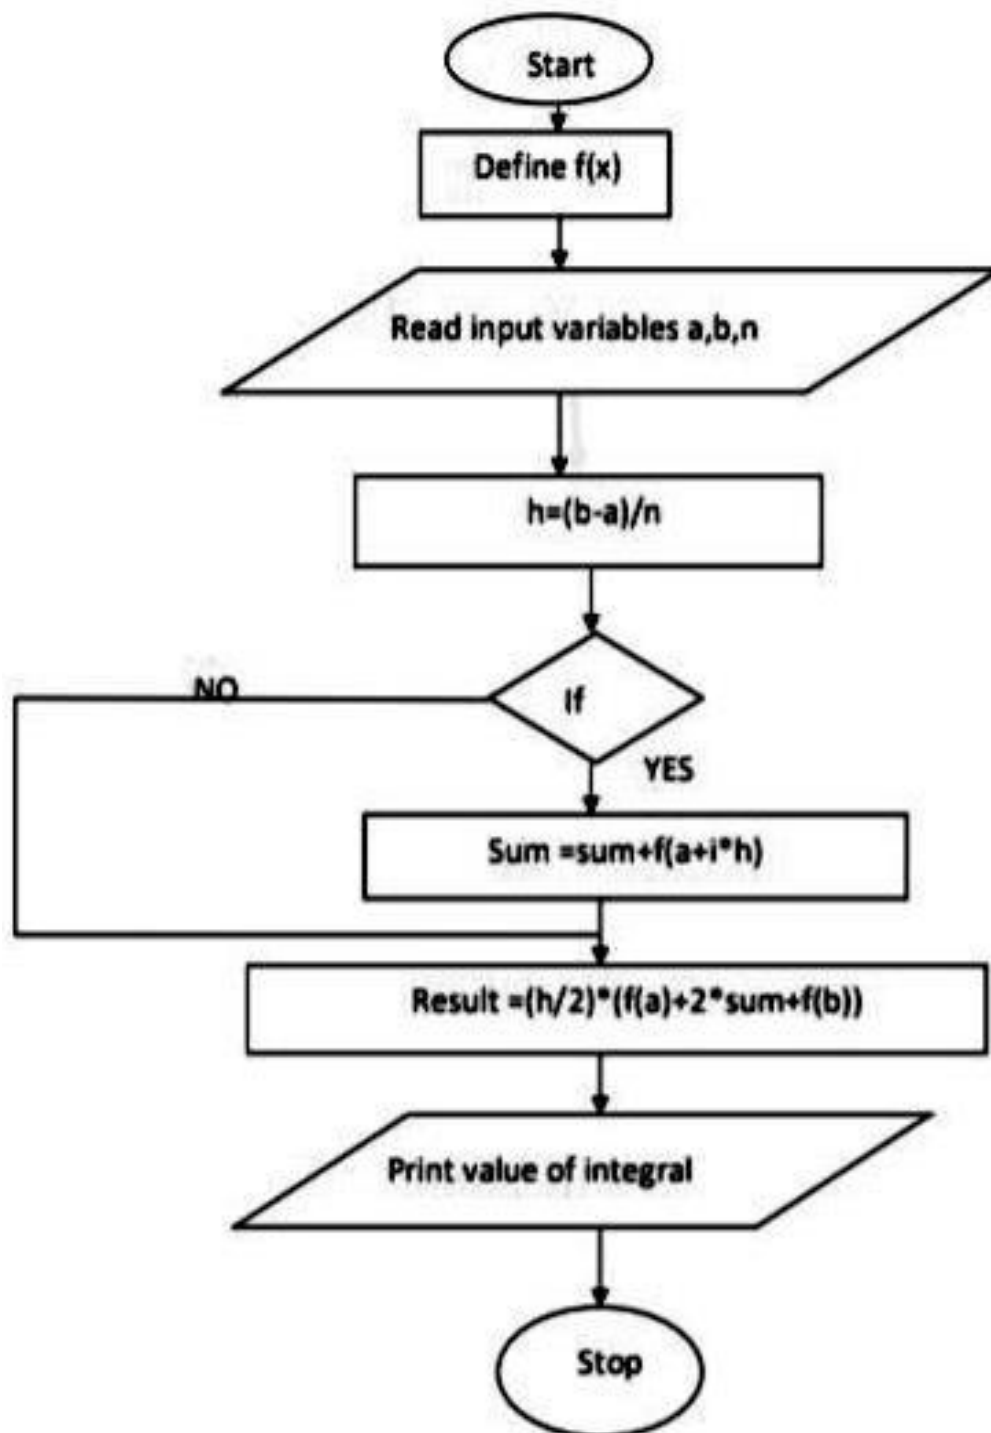 Start
Define f(x)
Read input variables a,b,n
h=(b-a)/n
NO
If
YES
Sum =sum+f(a+i*h)
Result =(h/2)*(f(a)+2*sum+f(b))
Print value of integral
Stop